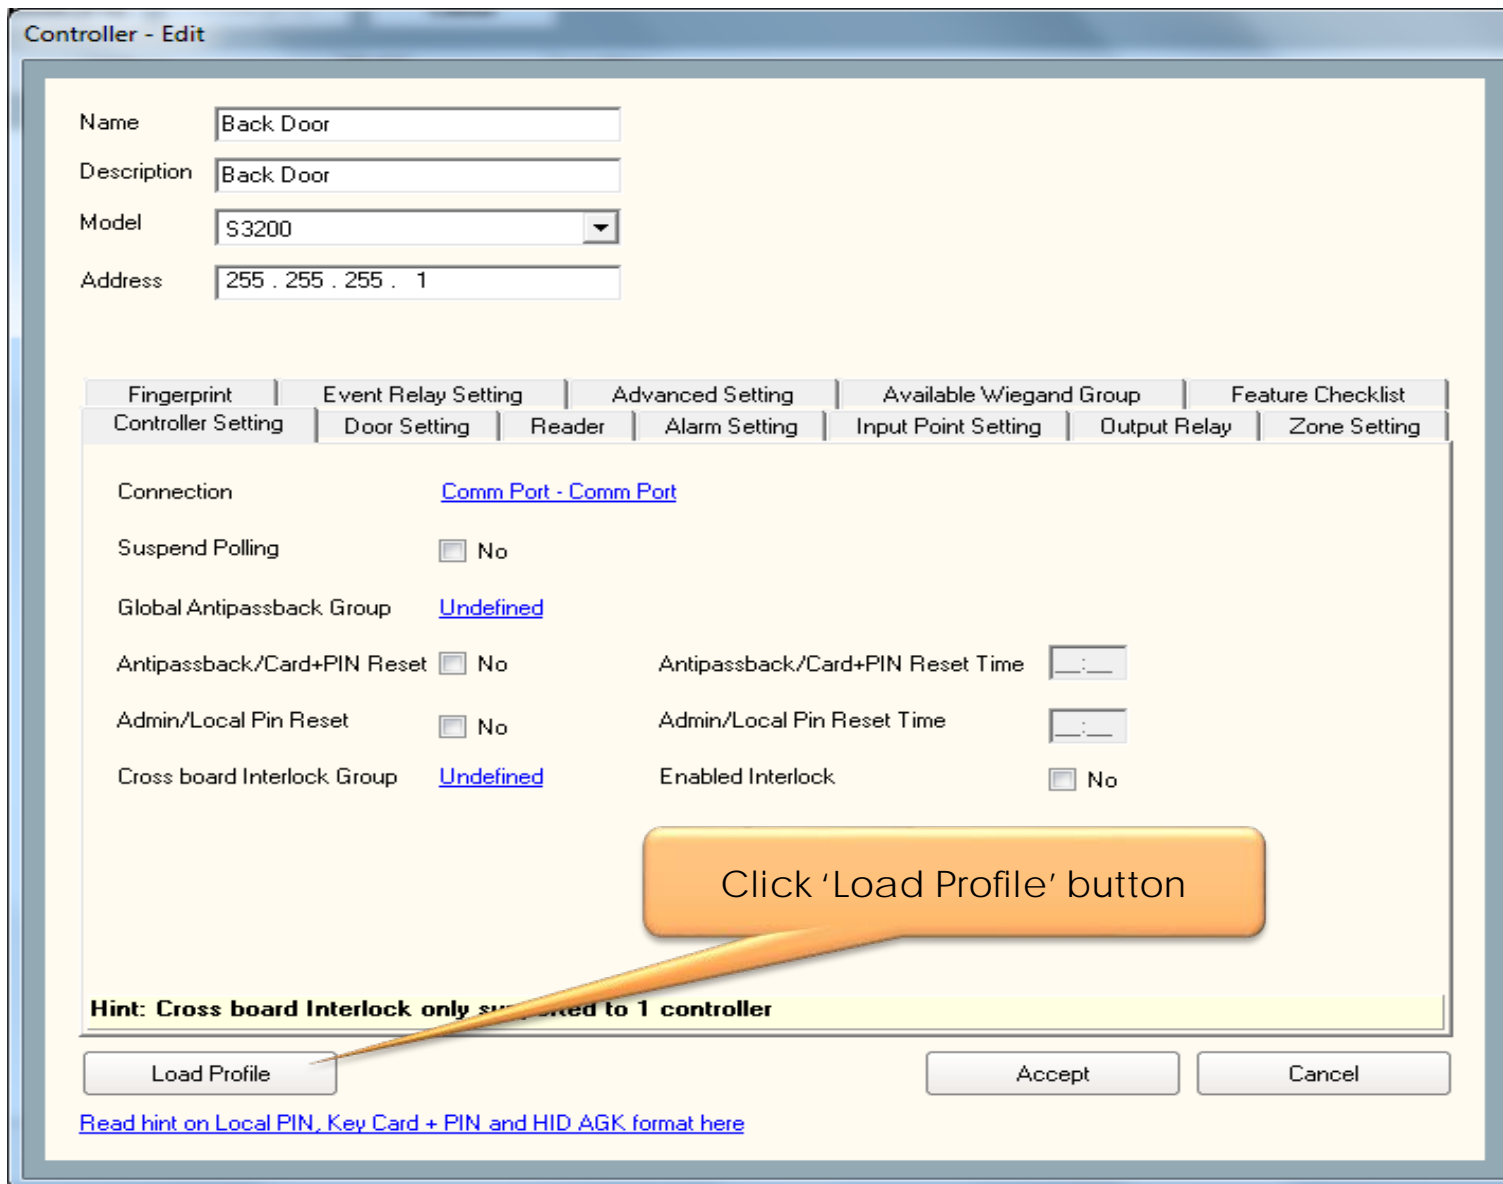 Controller - Edit
Name Back Door
Description Back Door
Model S3200
Address 255 . 255 . 255 . 1
Fingerprint Event Relay Setting Advanced Setting Available Wiegand Group Feature Checklist
Controller Setting Door Setting Reader Alarm Setting Input Point Setting Output Relay Zone Setting
Connection Comm Port - Comm Port
Suspend Polling No
Global Antipassback Group Undefined
Antipassback/Card+PIN Reset No Antipassback/Card+PIN Reset Time __:__
Admin/Local Pin Reset No Admin/Local Pin Reset Time __:__
Cross board Interlock Group Undefined Enabled Interlock No
Click ‘Load Profile’ button
Hint: Cross board Interlock only supported to 1 controller
Load Profile Accept Cancel
Read hint on Local PIN, Key Card + PIN and HID AGK format here